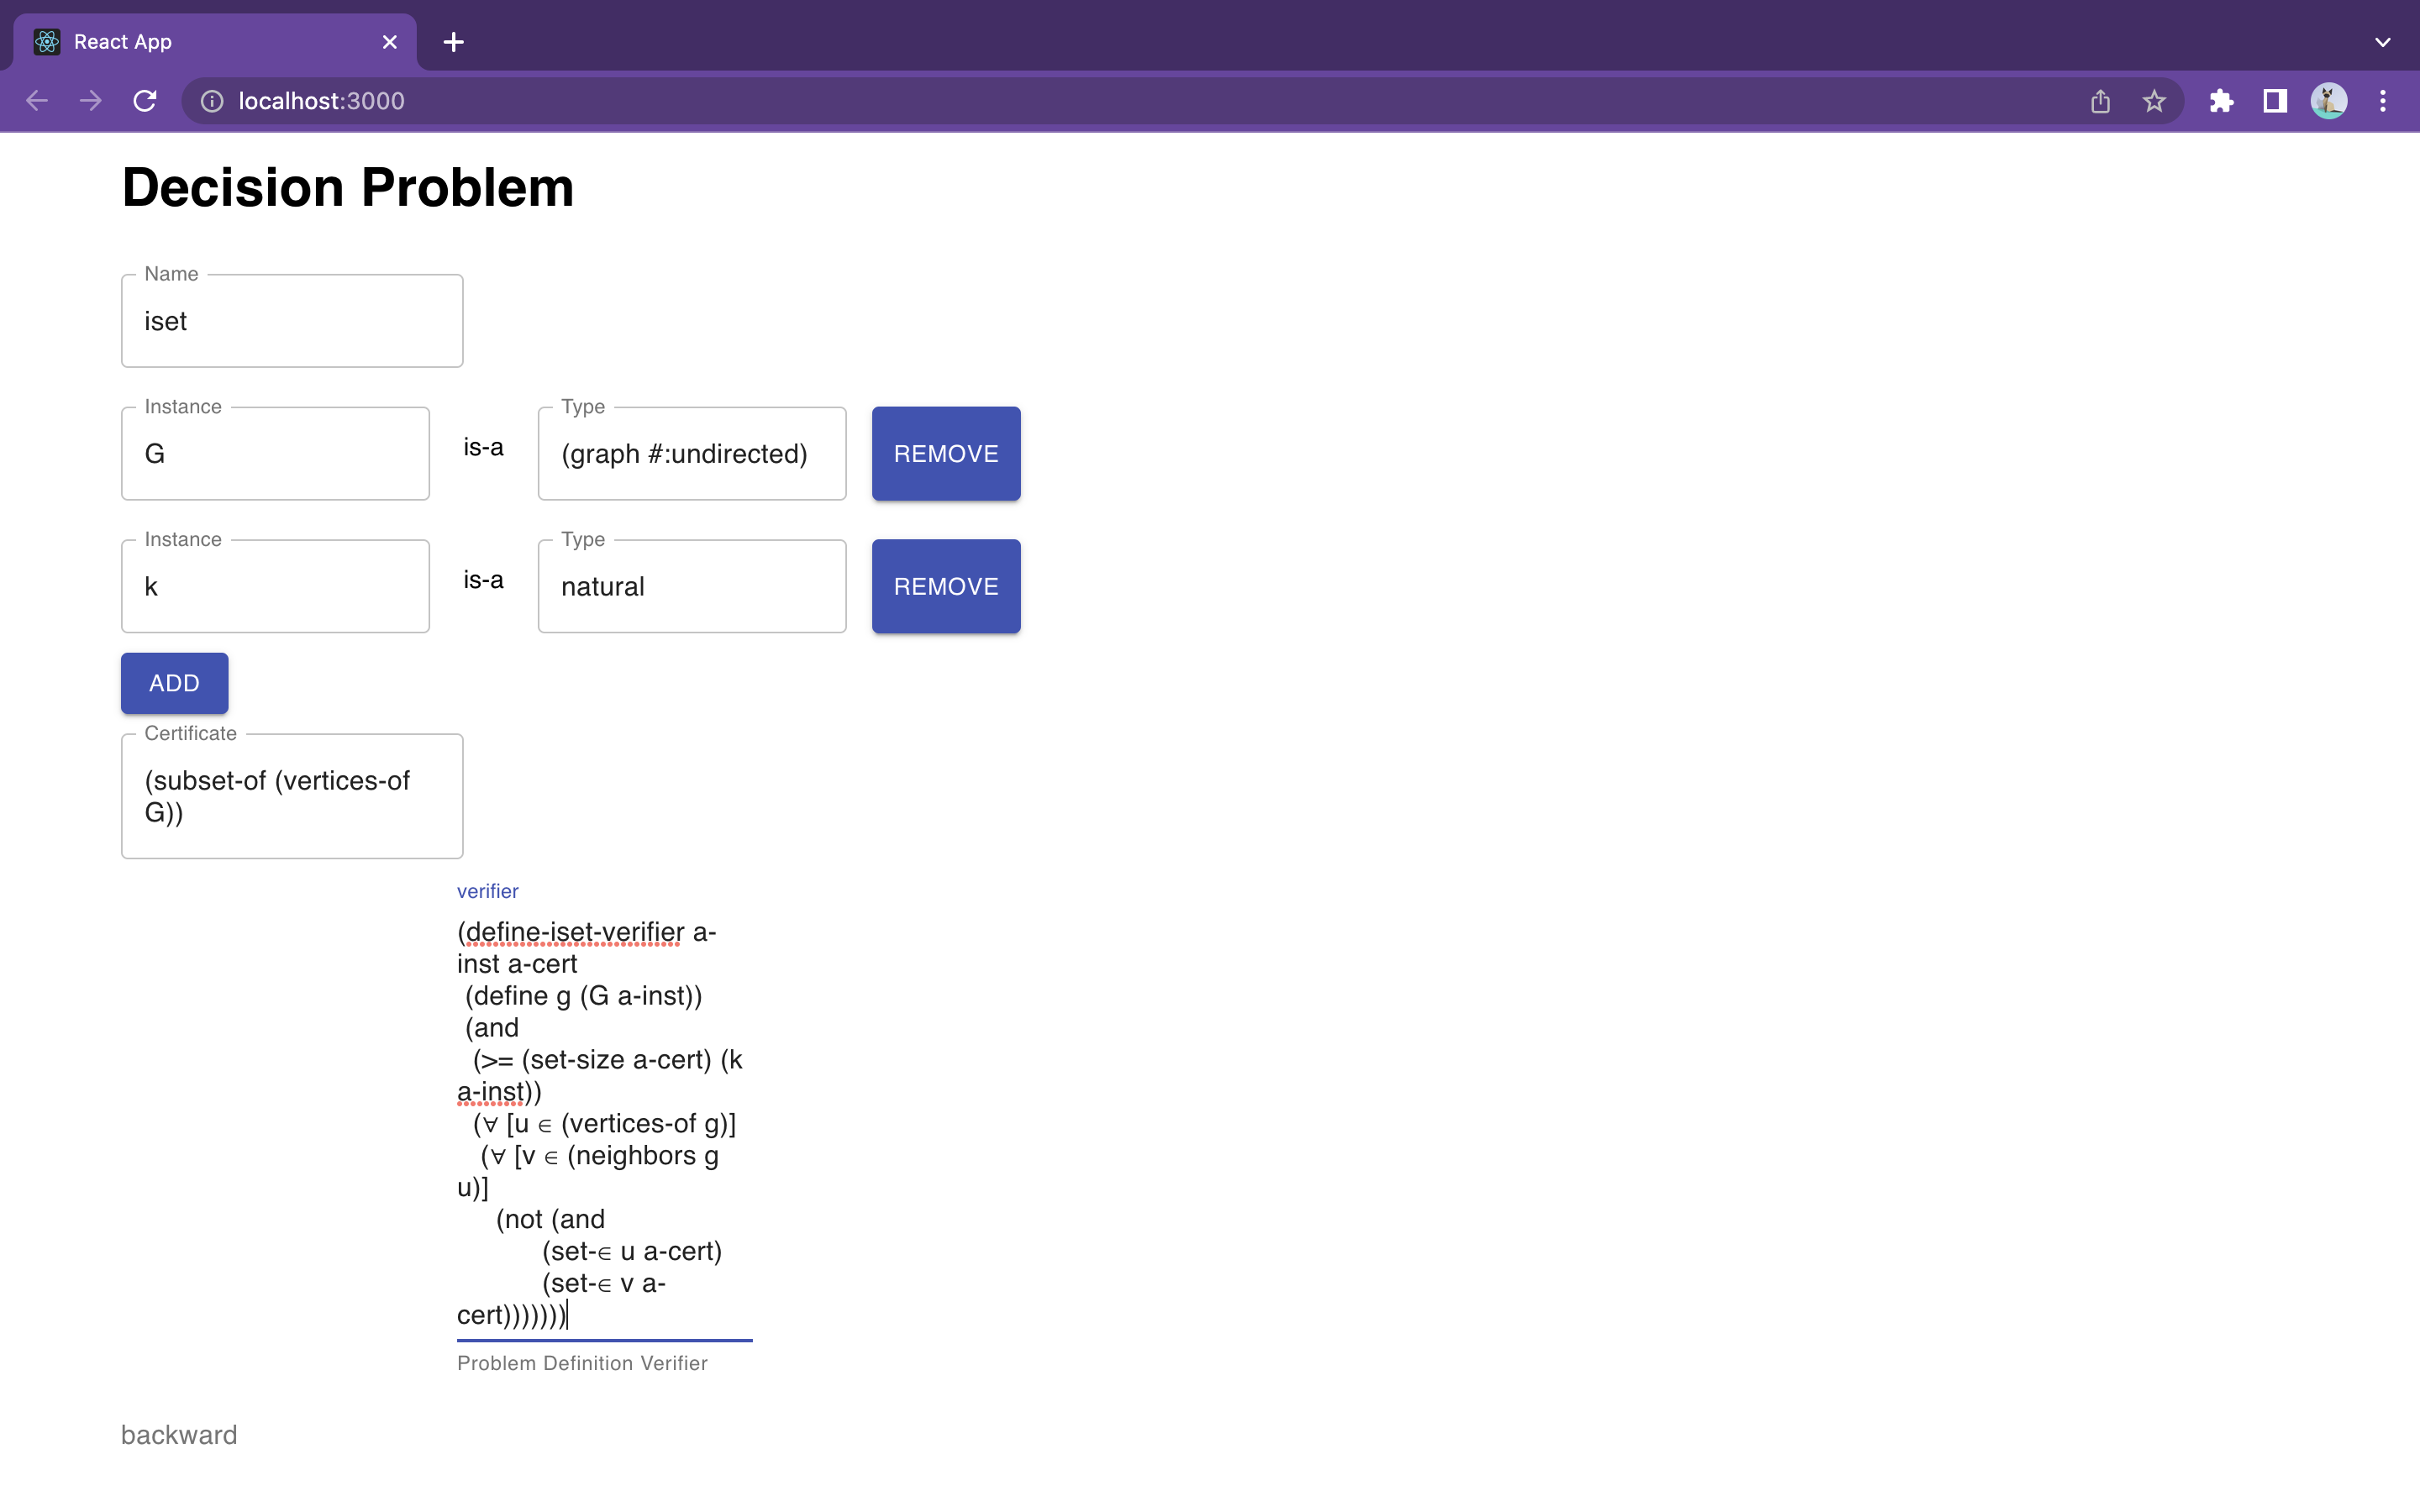 React App
localhost:3000
Decision Problem
Name
iset
Instance
G
is-a
Type
(graph #:undirected)
REMOVE
Instance
k
is-a
Type
natural
REMOVE
ADD
Certificate
(subset-of (vertices-of
G))
verifier
(define-iset-verifier a-
inst a-cert
(define g (G a-inst))
(and
(>= (set-size a-cert) (k
a-inst))
(∀ [u ∈ (vertices-of g)]
(∀ [v ∈ (neighbors g
u)]
(not (and
(set-∈ u a-cert)
(set-∈ v a-
cert)))))))
Problem Definition Verifier
backward